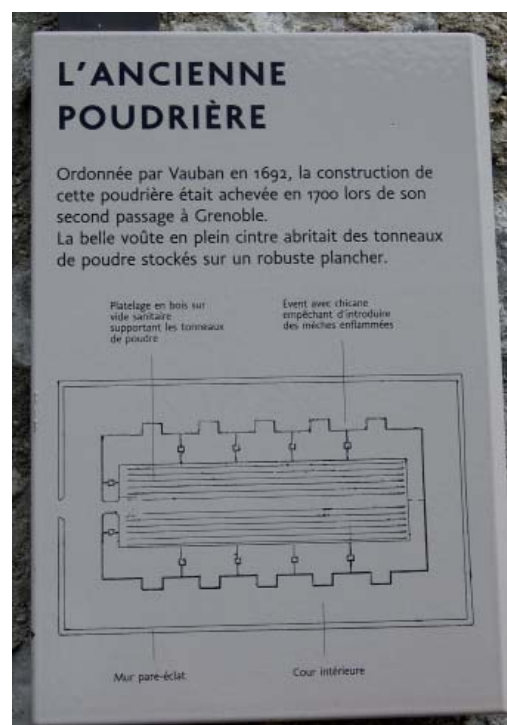 L'ANCIENNE
POUDRIÈRE
Ordonnée par Vauban en 1692, la construction de
cette poudrière était achevée en 1700 lors de son
second passage à Grenoble.
La belle voûte en plein cintre abritait des tonneaux
de poudre stockés sur un robuste plancher.
Platelage en bois sur
vide sanitaire
supportant les tonneaux
de poudre
Évent avec chicane
empêchant d'introduire
des mèches enflammées
Mur pare-éclat
Cour intérieure